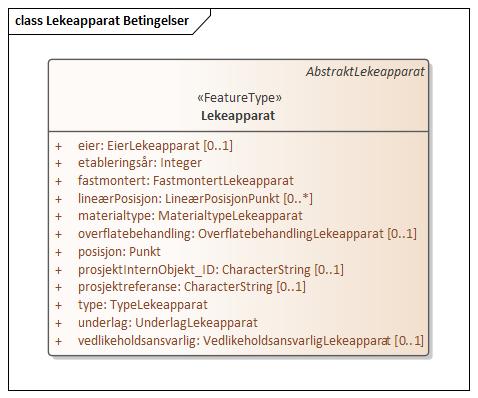 class Lekeapparat Betingelser
AbstraktLekeapparat
«FeatureType»
Lekeapparat
+ eier: EierLekeapparat [0..1]
+ etableringsår: Integer
+ fastmontert: FastmontertLekeapparat
+ lineærPosisjon: LineærPosisjonPunkt [0..*]
+ materialtype: MaterialtypeLekeapparat
+ overflatebehandling: OverflatebehandlingLekeapparat [0..1]
+ posisjon: Punkt
+ prosjektInternObjekt_ID: CharacterString [0..1]
+ prosjektreferanse: CharacterString [0..1]
+ type: TypeLekeapparat
+ underlag: UnderlagLekeapparat
+ vedlikeholdsansvarlig: VedlikeholdsansvarligLekeapparat [0..1]